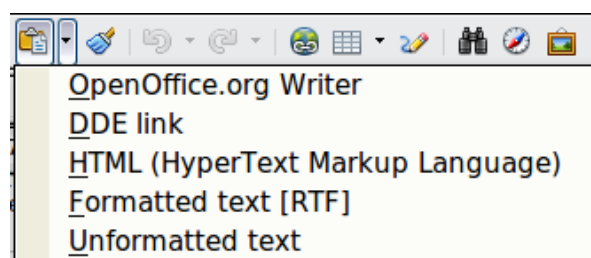 OpenOffice.org Writer
DDE link
HTML (HyperText Markup Language)
Formatted text [RTF]
Unformatted text